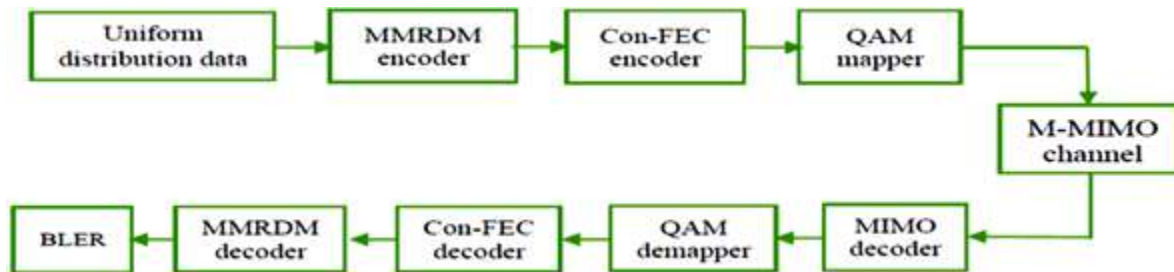 Uniform
distribution data
MMRDM
encoder
Con-FEC
encoder
QAM
mapper
M-MIMO
channel
BLER
MMRDM
decoder
Con-FEC
decoder
QAM
demapper
MIMO
decoder